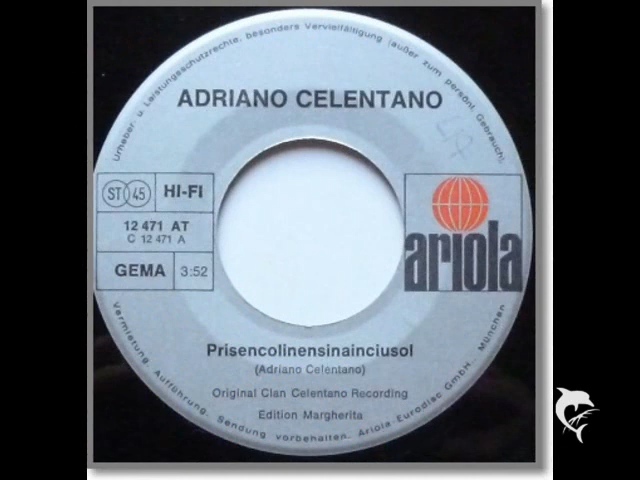 Urheber- u. Leistungsschutzrechte, besonders Vervielfältigung (außer zum persönl. Gebrauch),
ADRIANO CELENTANO
47
ST 45 HI-FI
12 471 AT
C 12 471 A
GEMA 3:52
ariola
Prisencolinensinainciusol
(Adriano Celentano)
Original Clan Celentano Recording
Edition Margherita
Vermietung, Aufführung, Sendung vorbehalten. Ariola-Eurodisc GmbH., München